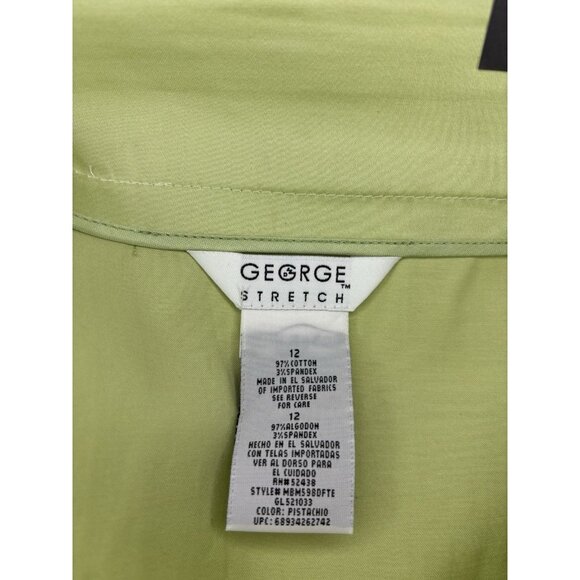 GEORGE™
STRETCH
12
97%COTTON
3%SPANDEX
MADE IN EL SALVADOR
OF IMPORTED FABRICS
SEE REVERSE
FOR CARE
12
97%ALGODON
3%SPANDEX
HECHO EN EL SALVADOR
CON TELAS IMPORTADAS
VER AL DORSO PARA
EL CUIDADO
RN# 52438
STYLE# MBM598DFTE
GL521033
COLOR: PISTACHIO
UPC: 68934262742